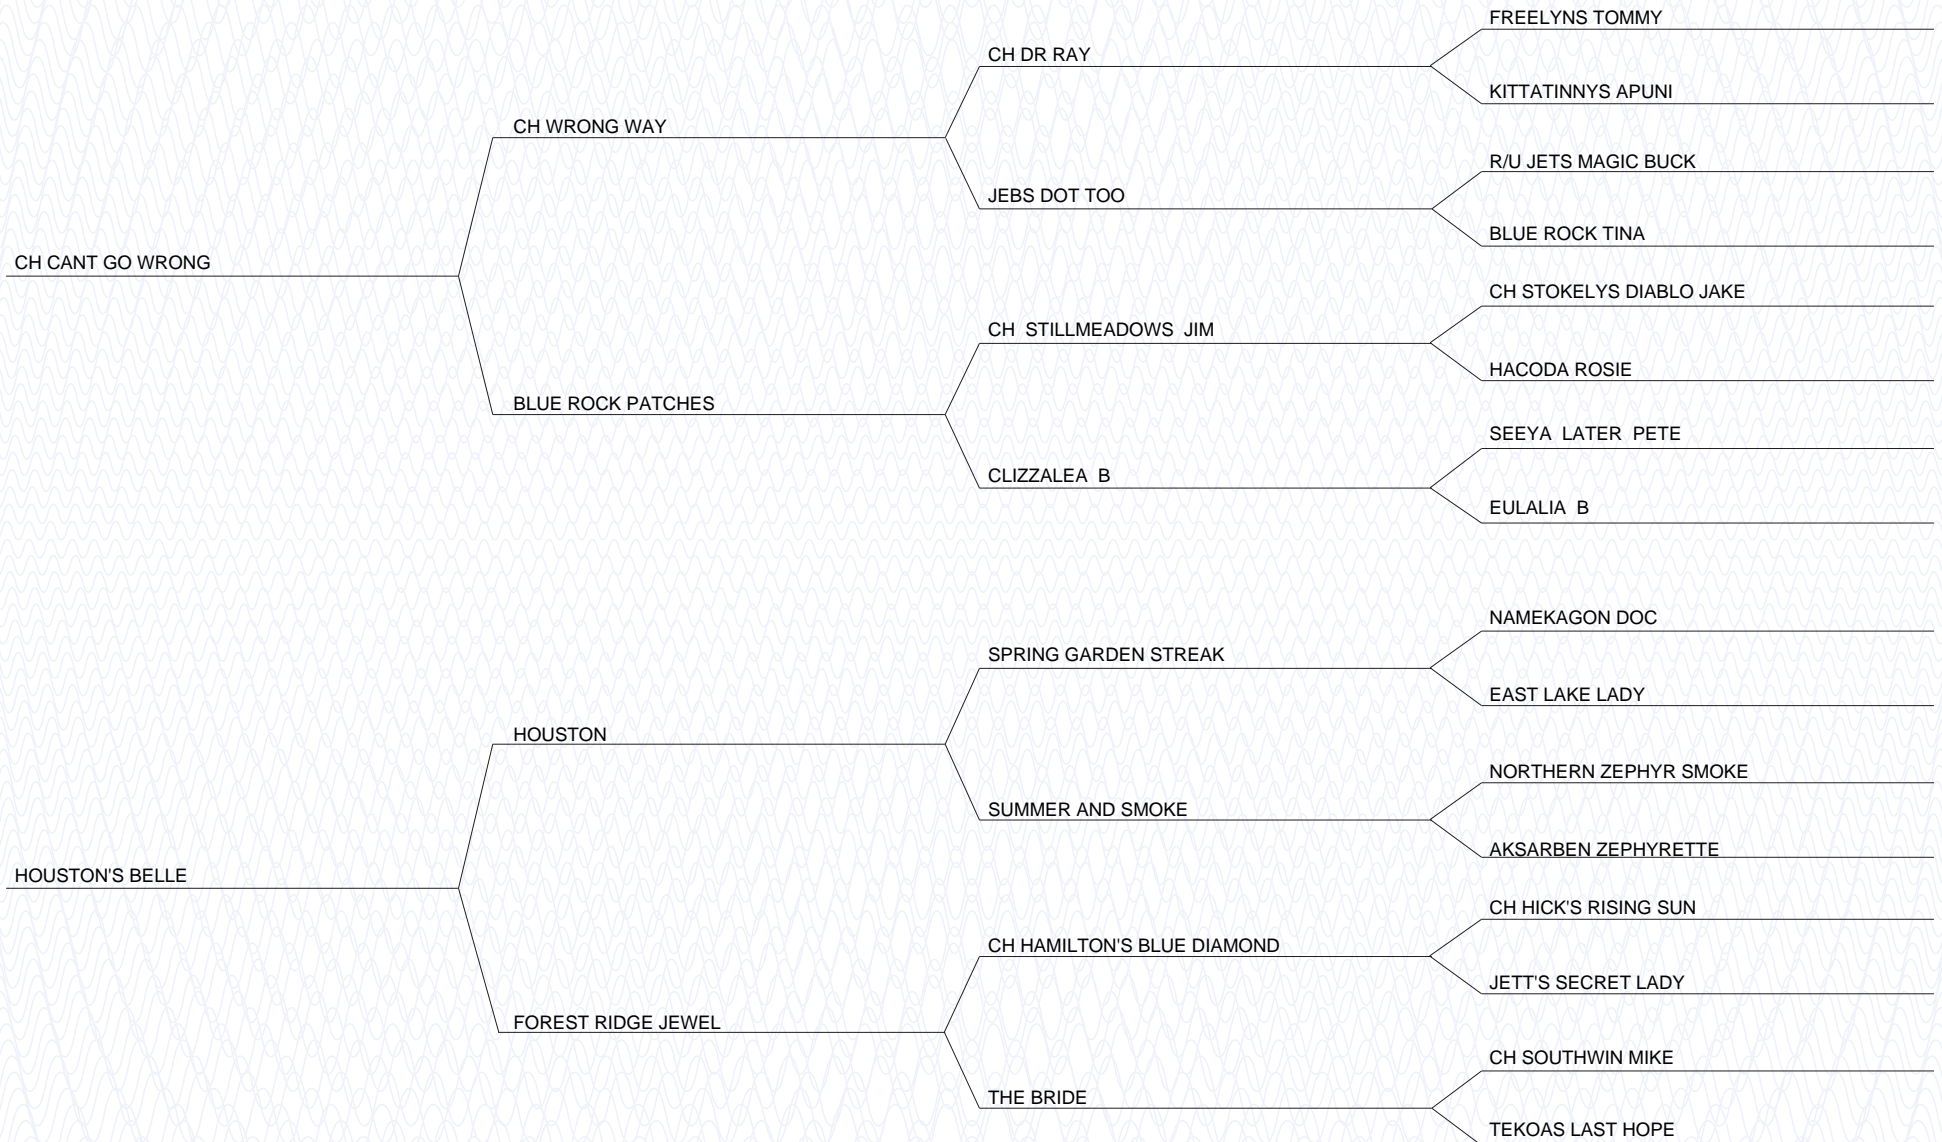 FREELYNS TOMMY
CH DR RAY
KITTATINNYS APUNI
CH WRONG WAY
R/U JETS MAGIC BUCK
JEBS DOT TOO
BLUE ROCK TINA
CH CANT GO WRONG
CH STOKELYS DIABLO JAKE
CH  STILLMEADOWS  JIM
HACODA ROSIE
BLUE ROCK PATCHES
SEEYA  LATER  PETE
CLIZZALEA  B
EULALIA  B
NAMEKAGON DOC
SPRING GARDEN STREAK
EAST LAKE LADY
HOUSTON
NORTHERN ZEPHYR SMOKE
SUMMER AND SMOKE
AKSARBEN ZEPHYRETTE
HOUSTON'S BELLE
CH HICK'S RISING SUN
CH HAMILTON'S BLUE DIAMOND
JETT'S SECRET LADY
FOREST RIDGE JEWEL
CH SOUTHWIN MIKE
THE BRIDE
TEKOAS LAST HOPE